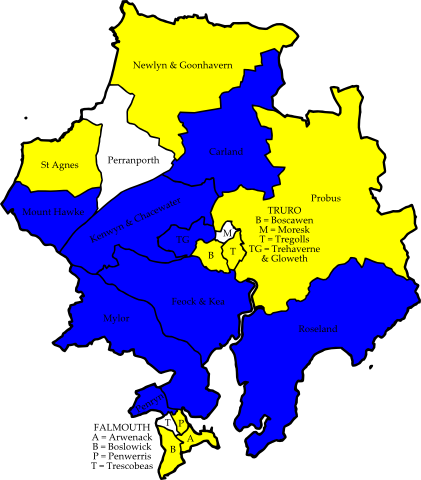 Newlyn & Goonhavern
St Agnes
Perranporth
Carland
Probus
Mount Hawke
Kenwyn & Chacewater
TRURO
B = Boscawen
M = Moresk
T = Tregolls
TG = Trehaverne
& Gloweth
M
TG
B
T
Feock & Kea
Mylor
Roseland
Penryn
FALMOUTH
A = Arwenack
B = Boslowick
P = Penwerris
T = Trescobeas
T
P
A
B